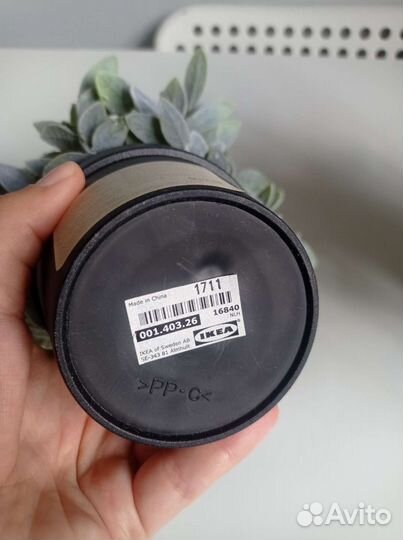 Made in China
1711
001.403.26
16840
NLH
IKEA®
IKEA of Sweden AB
SE-343 81 Älmhult
>PP-C<
Avito